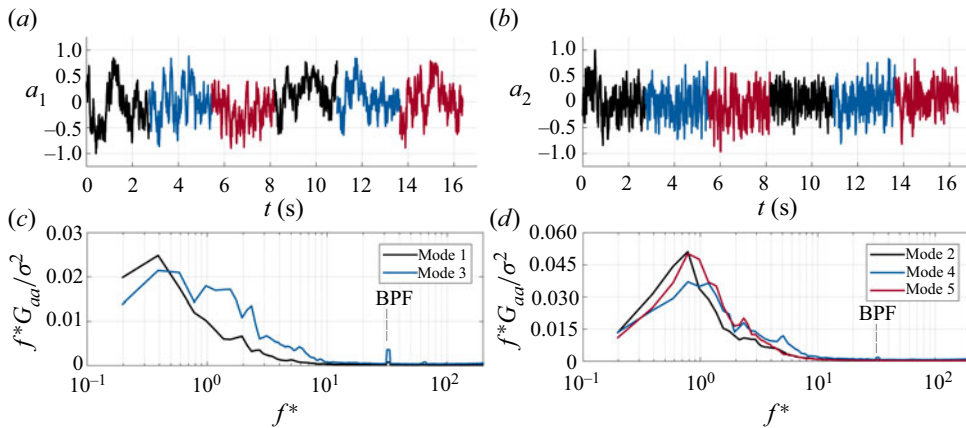 (a)
1.0
0.5
a1
0
−0.5
−1.0
0 2 4 6 8 10 12 14 16
t (s)
(b)
1.0
0.5
a2
0
−0.5
−1.0
0 2 4 6 8 10 12 14 16
t (s)
(c)
0.03
Mode 1
Mode 3
0.02
BPF
f*Gaa/σ²
0.01
0
10⁻¹ 10⁰ 10¹ 10²
f*
(d)
0.060
Mode 2
Mode 4
Mode 5
0.045
0.030
BPF
f*Gaa/σ²
0.015
0
10⁻¹ 10⁰ 10¹ 10²
f*